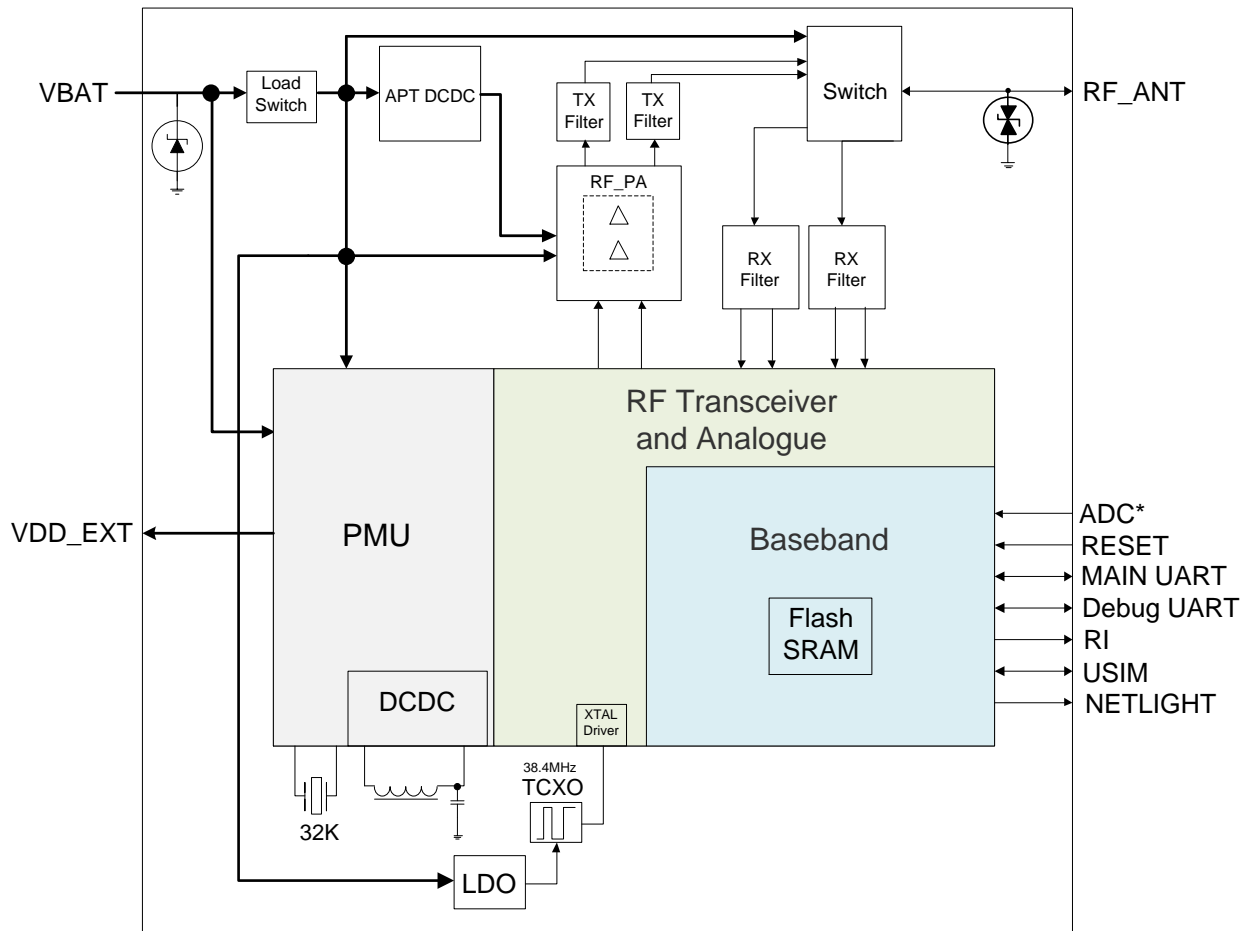 VBAT
Load
Switch
APT DCDC
TX
Filter
TX
Filter
Switch
RF_ANT
RF_PA
RX
Filter
RX
Filter
RF Transceiver
and Analogue
PMU
VDD_EXT
Baseband
Flash
SRAM
ADC*
RESET
MAIN UART
Debug UART
RI
USIM
NETLIGHT
DCDC
XTAL
Driver
38.4MHz
TCXO
32K
LDO